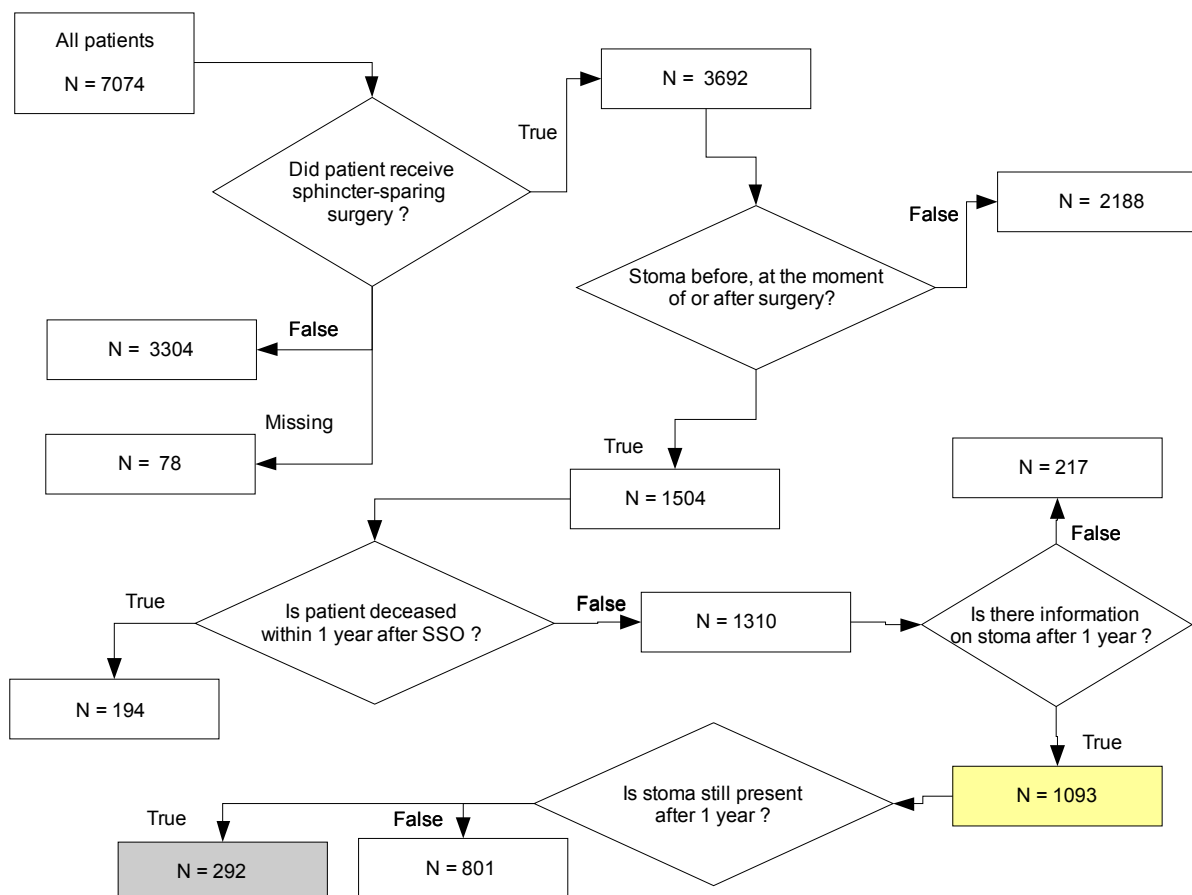 All patients
N = 7074
N = 3692
True
Did patient receive
sphincter-sparing
surgery ?
False
N = 2188
Stoma before, at the moment
of or after surgery?
False
N = 3304
Missing
N = 78
True
N = 1504
N = 217
False
True
Is patient deceased
within 1 year after SSO ?
False
N = 1310
Is there information
on stoma after 1 year ?
N = 194
True
Is stoma still present
after 1 year ?
N = 1093
True
False
N = 292
N = 801